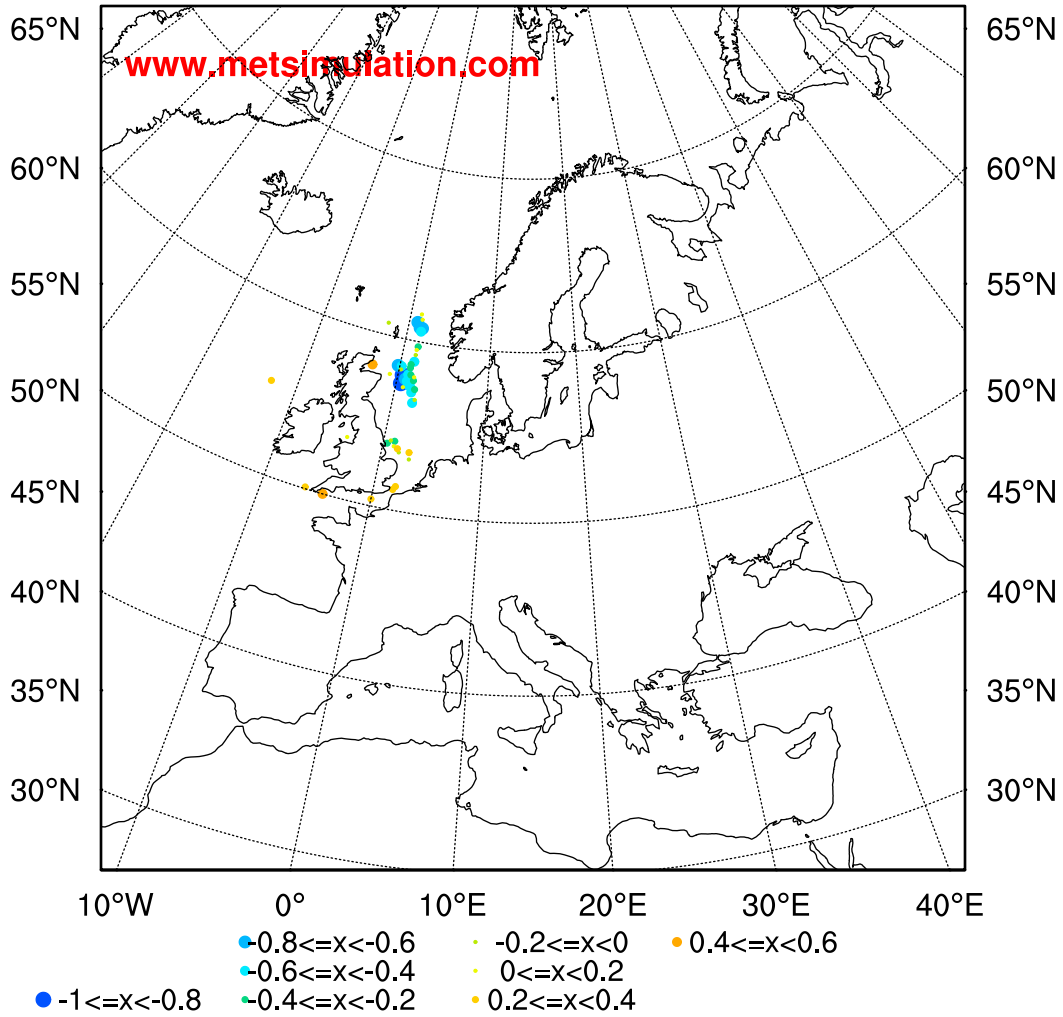 65°N 65°N
www.metsimulation.com
60°N 60°N
55°N 55°N
50°N 50°N
45°N 45°N
40°N 40°N
35°N 35°N
30°N 30°N
10°W 0° 10°E 20°E 30°E 40°E
-0.8<=x<-0.6 -0.2<=x<0 0.4<=x<0.6
-0.6<=x<-0.4 0<=x<0.2
-1<=x<-0.8 -0.4<=x<-0.2 0.2<=x<0.4